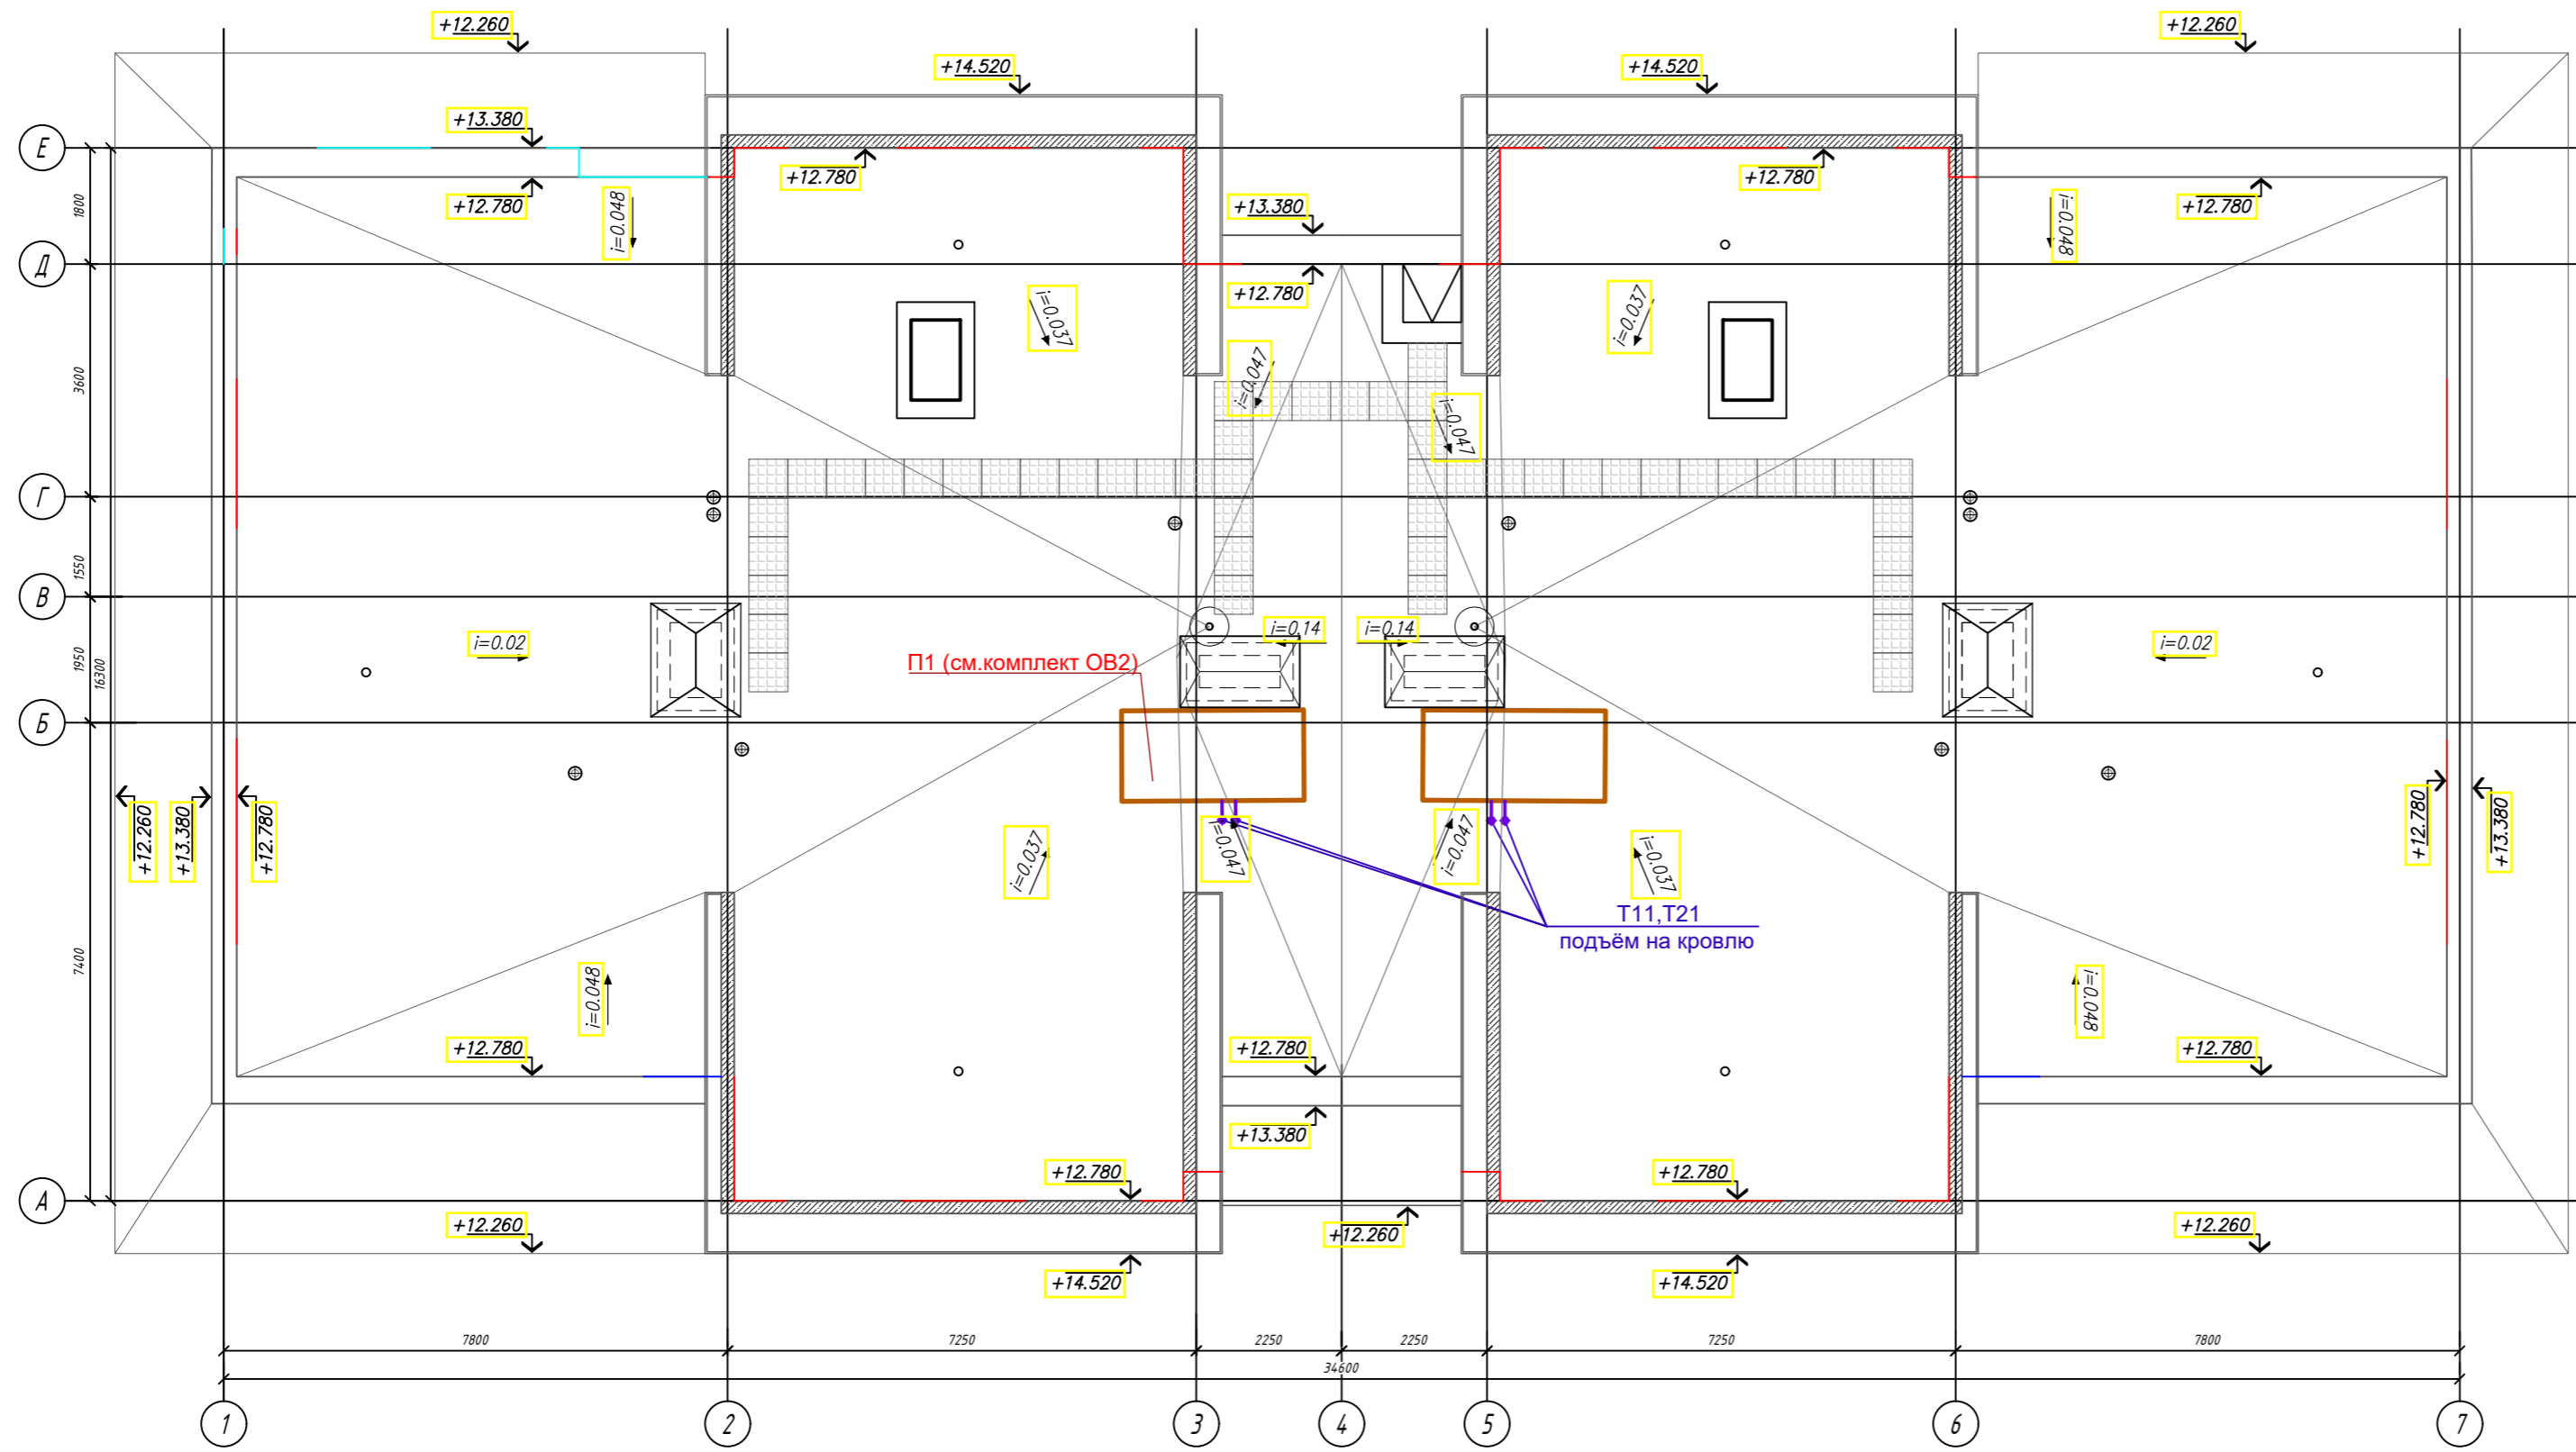 +12.260
+12.260
+14.520
+14.520
+13.380
Е
+12.780
+12.780
+12.780
+12.780
1800
i=0.048
+13.380
i=0.048
Д
+12.780
i=0.037
i=0.037
3600
i=0.047
i=0.047
Г
1550
В
i=0.02
i=0.14
i=0.14
i=0.02
1950
16300
П1 (см.комплект ОВ2)
Б
+12.260
+13.380
+12.780
i=0.037
i=0.047
i=0.047
i=0.037
+12.780
+13.380
Т11,Т21
подъём на кровлю
7400
i=0.048
i=0.048
+12.780
+12.780
+12.780
+13.380
+12.780
+12.780
А
+12.260
+12.260
+12.260
+14.520
+14.520
7800
7250
2250
2250
7250
7800
34600
1
2
3
4
5
6
7